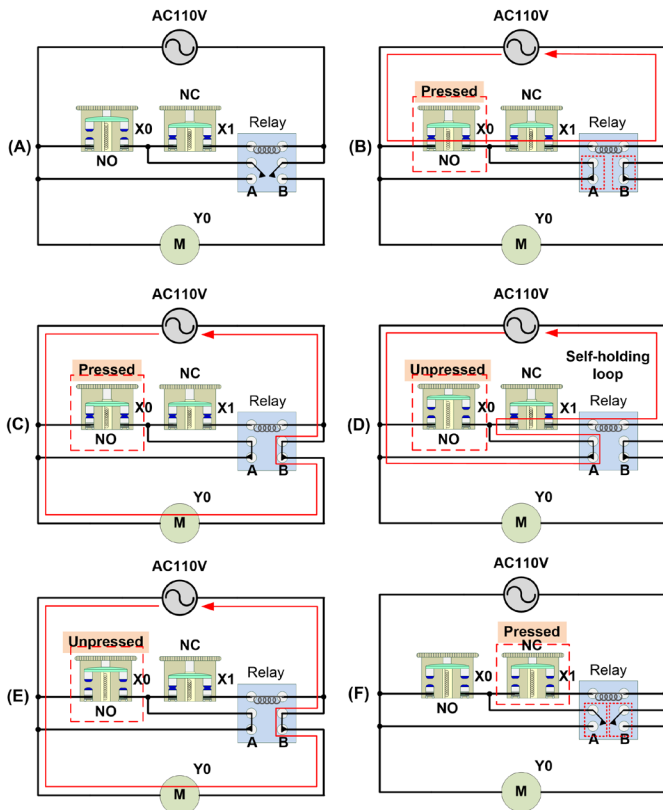 AC110V
NC
Relay
X0
X1
(A)
NO
A
B
Y0
M
AC110V
Pressed
NC
Relay
X0
X1
(B)
NO
A
B
Y0
M
AC110V
Pressed
NC
Relay
X0
X1
(C)
NO
A
B
Y0
M
AC110V
Unpressed
NC
Self-holding
loop
Relay
X0
X1
(D)
NO
A
B
Y0
M
AC110V
Unpressed
NC
Relay
X0
X1
(E)
NO
A
B
Y0
M
AC110V
Pressed
NC
Relay
X0
X1
(F)
NO
A
B
Y0
M